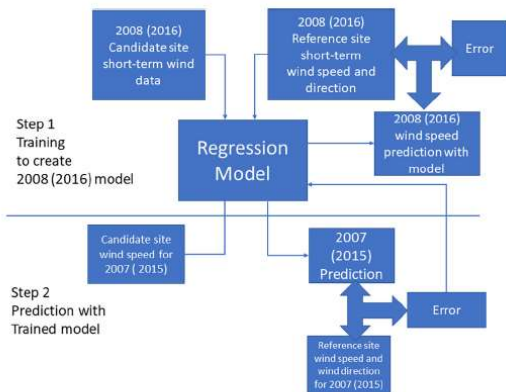 2008 (2016)
Candidate site
short-term wind
data
2008 (2016)
Reference site
short-term
wind speed and
direction
Error
Step 1
Training
to create
2008 (2016) model
Regression
Model
2008 (2016)
wind speed
prediction with
model
Candidate site
wind speed for
2007 ( 2015)
2007
(2015)
Prediction
Step 2
Prediction with
Trained model
Error
Reference site
wind speed and
wind direction
for 2007 (2015)